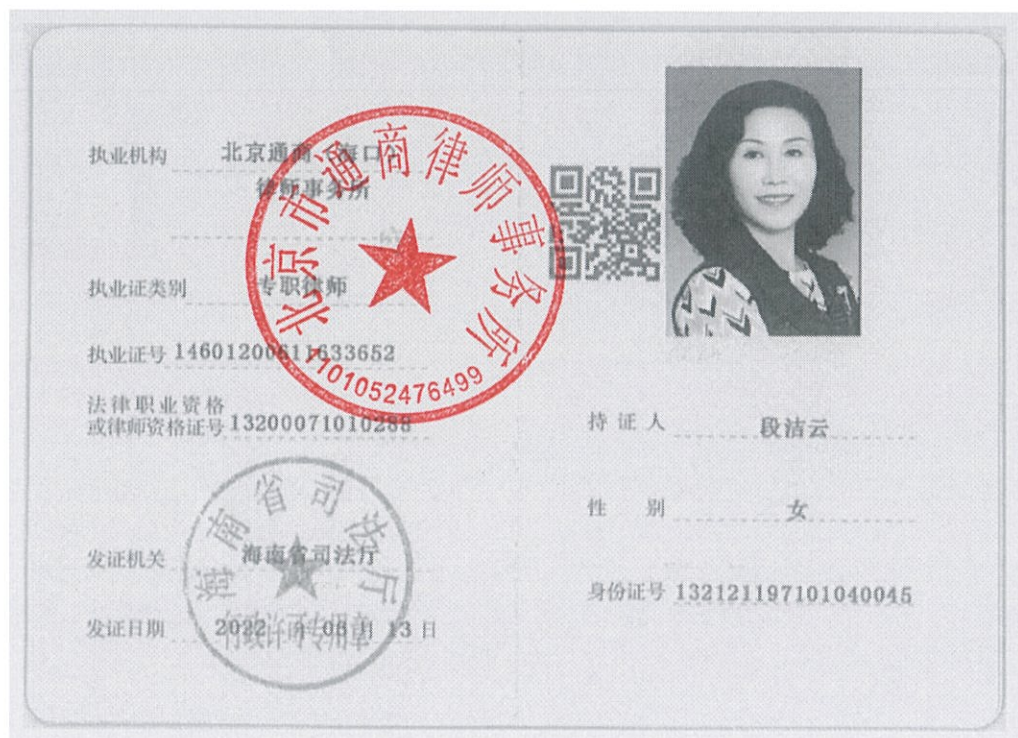 执业机构 北京通商（海口）
律师事务所
执业证类别 专职律师
执业证号 14601200611633652
法律职业资格
或律师资格证号 13200071010288
发证机关 海南省司法厅
发证日期 2022 年 05 月 13 日
北京市通商律师事务所
1101052476499
海南省司法厅
持证人 段洁云
性别 女
身份证号 132121197101040045